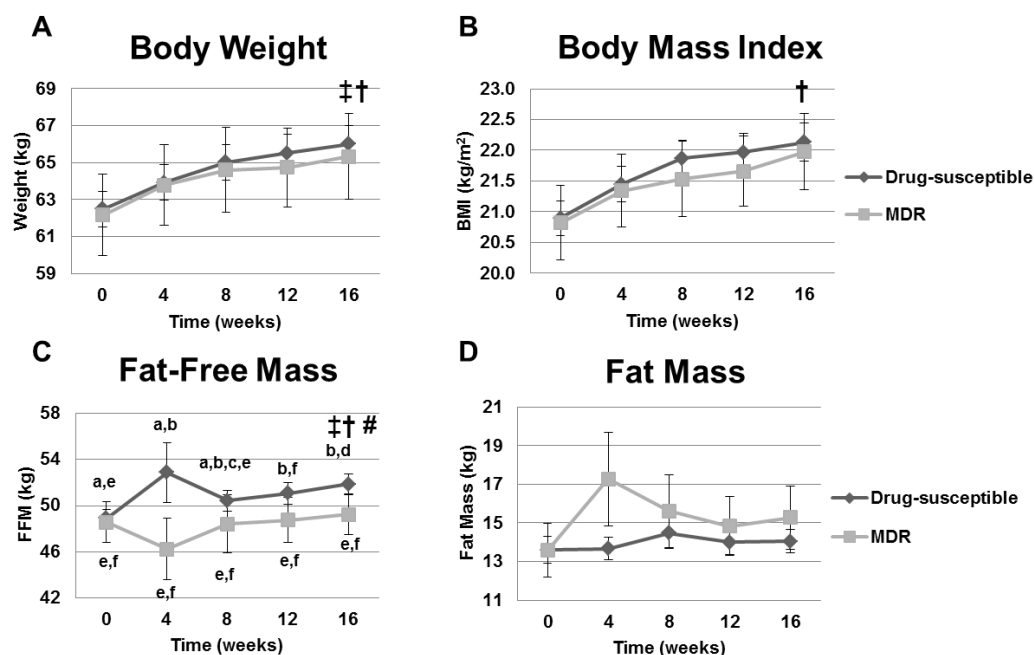 A
Body Weight
‡†
69
67
65
63
61
59
Weight (kg)
0 4 8 12 16
Time (weeks)
B
Body Mass Index
†
23.0
22.5
22.0
21.5
21.0
20.5
20.0
BMI (kg/m²)
0 4 8 12 16
Time (weeks)
Drug-susceptible
MDR
C
Fat-Free Mass
‡† #
58
54
50
46
42
FFM (kg)
a,e
a,b
a,b,c,e
b,f
b,d
e,f
e,f
e,f
e,f
e,f
0 4 8 12 16
Time (weeks)
D
Fat Mass
21
19
17
15
13
11
Fat Mass (kg)
0 4 8 12 16
Time (weeks)
Drug-susceptible
MDR